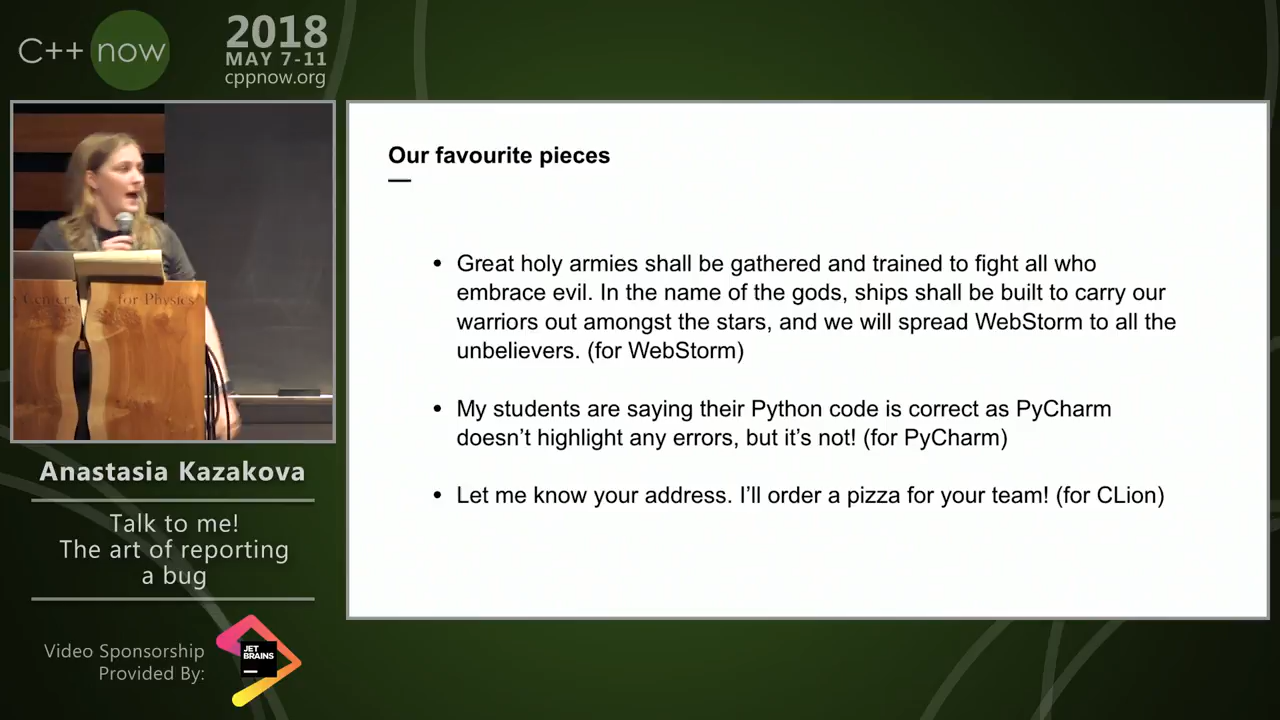 C++ now
2018
MAY 7-11
cppnow.org
Our favourite pieces
• Great holy armies shall be gathered and trained to fight all who
embrace evil. In the name of the gods, ships shall be built to carry our
warriors out amongst the stars, and we will spread WebStorm to all the
unbelievers. (for WebStorm)
• My students are saying their Python code is correct as PyCharm
doesn’t highlight any errors, but it’s not! (for PyCharm)
• Let me know your address. I’ll order a pizza for your team! (for CLion)
Center for Physics
Anastasia Kazakova
Talk to me!
The art of reporting
a bug
Video Sponsorship
Provided By:
JET
BRAINS